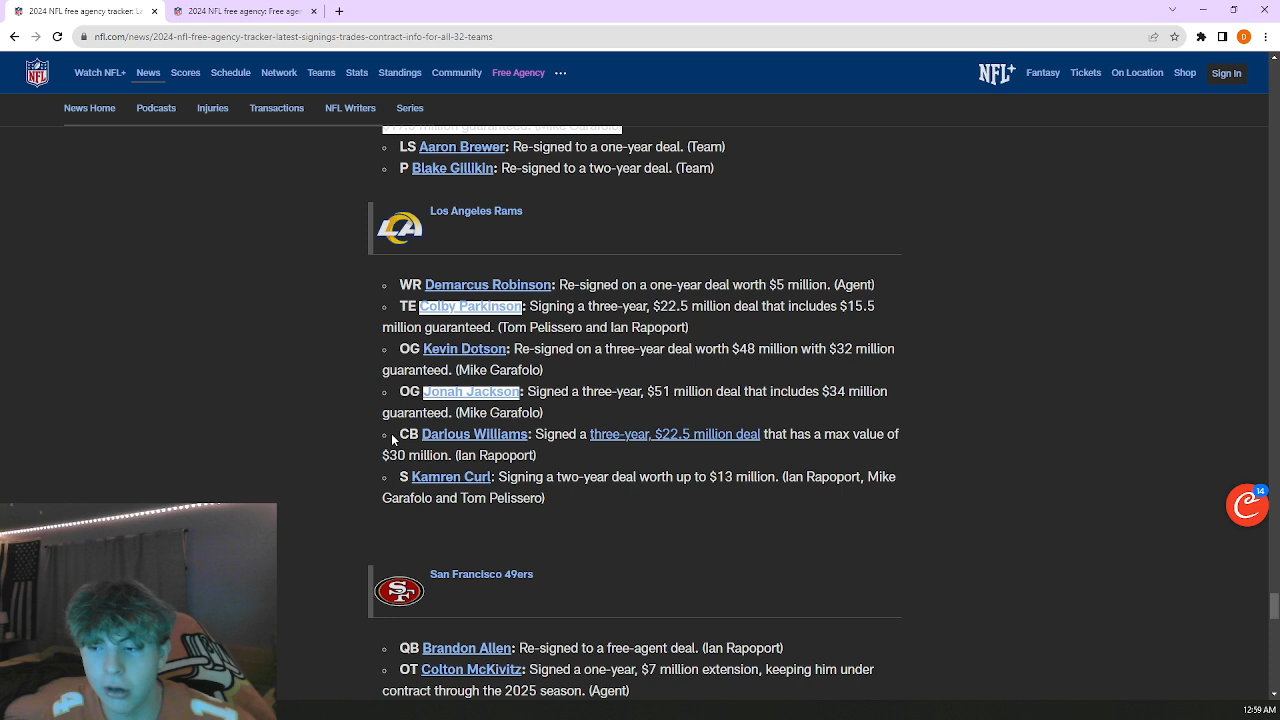 2024 NFL free agency tracker: La
2024 NFL free agency: Free age
nfl.com/news/2024-nfl-free-agency-tracker-latest-signings-trades-contract-info-for-all-32-teams
D
NFL
Watch NFL+ News Scores Schedule Network Teams Stats Standings Community Free Agency ••• NFL+ Fantasy Tickets On Location Shop Sign In
News Home Podcasts Injuries Transactions NFL Writers Series
$17.5 million guaranteed. (Mike Garafolo)
LS Aaron Brewer: Re-signed to a one-year deal. (Team)
P Blake Gillikin: Re-signed to a two-year deal. (Team)
Los Angeles Rams
LA
WR Demarcus Robinson: Re-signed on a one-year deal worth $5 million. (Agent)
TE Colby Parkinson: Signing a three-year, $22.5 million deal that includes $15.5
million guaranteed. (Tom Pelissero and Ian Rapoport)
OG Kevin Dotson: Re-signed on a three-year deal worth $48 million with $32 million
guaranteed. (Mike Garafolo)
OG Jonah Jackson: Signed a three-year, $51 million deal that includes $34 million
guaranteed. (Mike Garafolo)
CB Darious Williams: Signed a three-year, $22.5 million deal that has a max value of
$30 million. (Ian Rapoport)
S Kamren Curl: Signing a two-year deal worth up to $13 million. (Ian Rapoport, Mike
Garafolo and Tom Pelissero)
14
San Francisco 49ers
SF
QB Brandon Allen: Re-signed to a free-agent deal. (Ian Rapoport)
OT Colton McKivitz: Signed a one-year, $7 million extension, keeping him under
contract through the 2025 season. (Agent)
12:59 AM